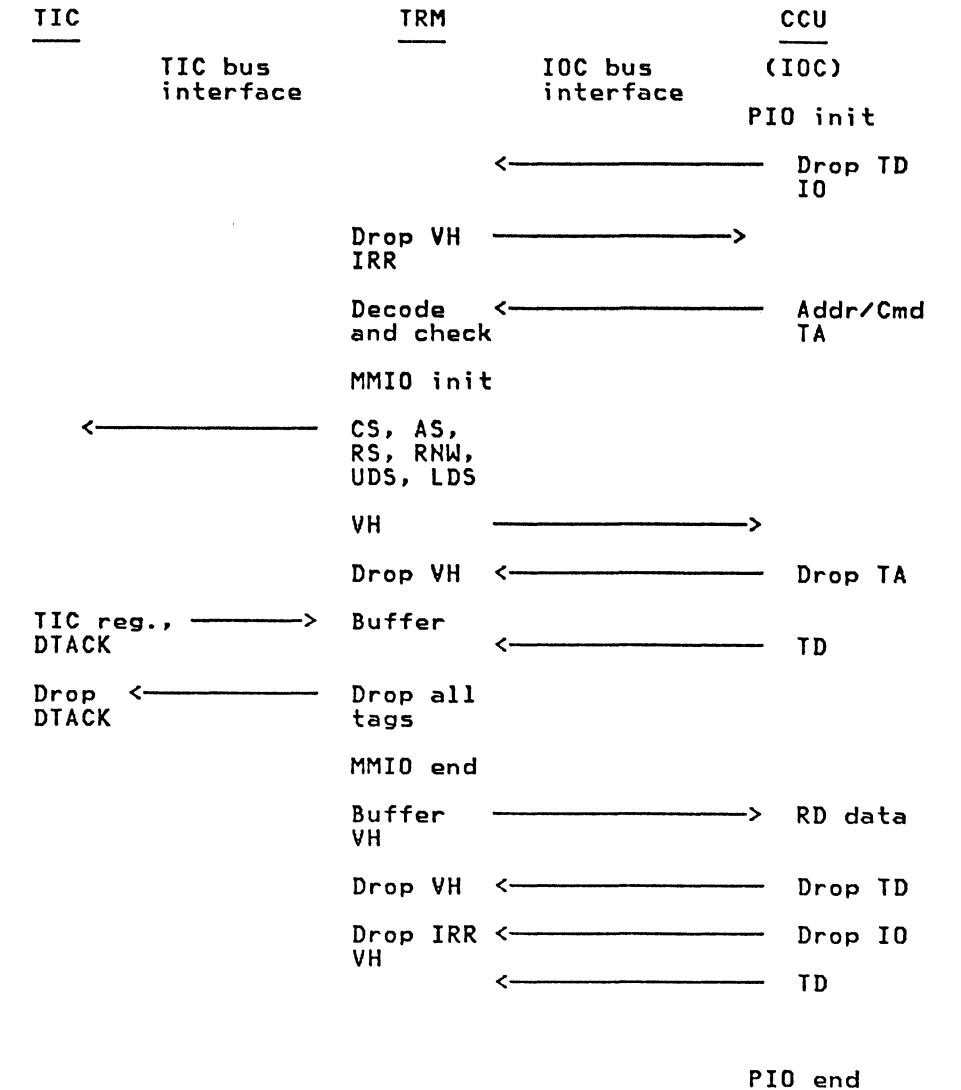 TIC TRM CCU
TIC bus IOC bus (IOC)
interface interface
PIO init
<———— Drop TD
IO
Drop VH ————>
IRR
Decode <———— Addr/Cmd
and check TA
MMIO init
<———— CS, AS,
RS, RNW,
UDS, LDS
VH ————>
Drop VH <———— Drop TA
TIC reg., ————> Buffer
DTACK <———— TD
Drop <———— Drop all
DTACK tags
MMIO end
Buffer ————> RD data
VH
Drop VH <———— Drop TD
Drop IRR <———— Drop IO
VH
<———— TD
PIO end